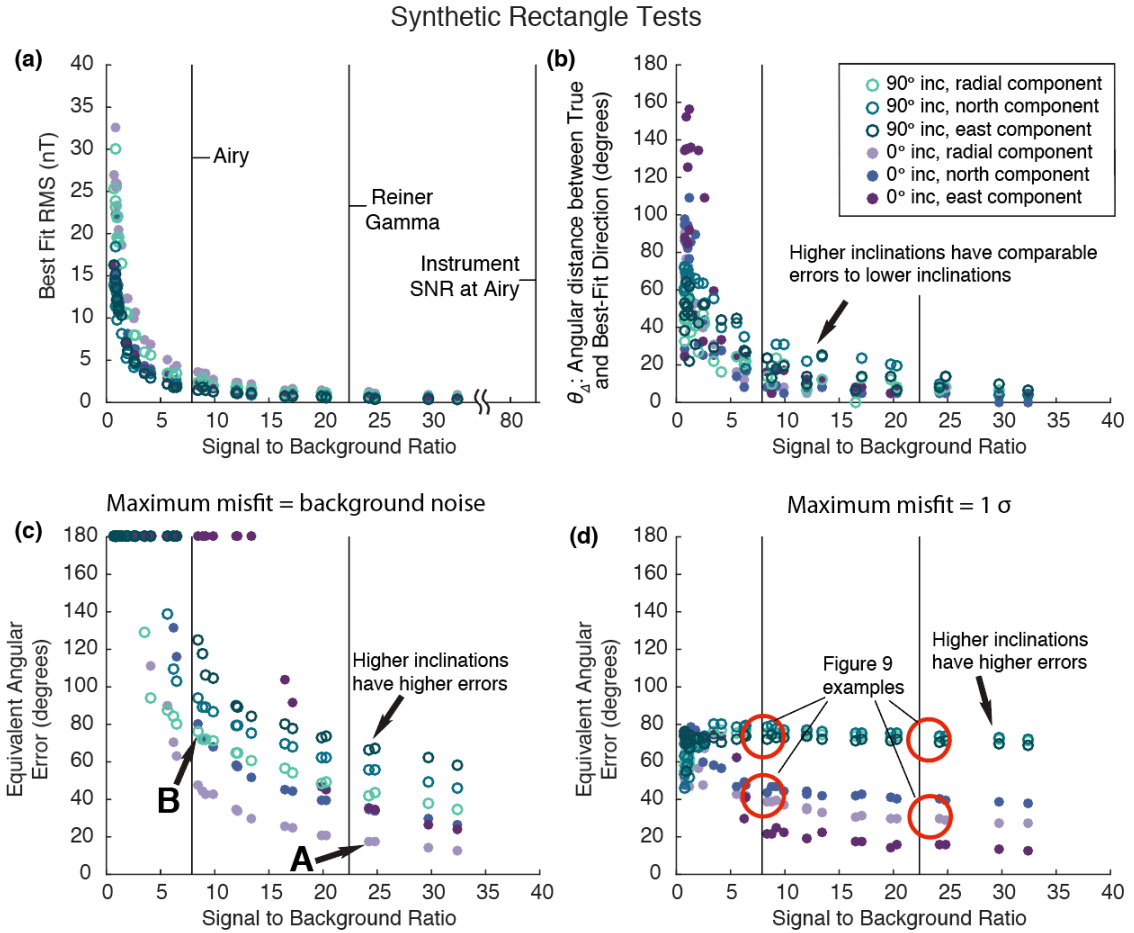 Synthetic Rectangle Tests
(a)
40
35
30
25
20
15
10
5
0
Best Fit RMS (nT)
Airy
Reiner
Gamma
Instrument
SNR at Airy
0 5 10 15 20 25 30 80
Signal to Background Ratio
(b)
180
160
140
120
100
80
60
40
20
0
θΔ: Angular distance between True
and Best-Fit Direction (degrees)
90° inc, radial component
90° inc, north component
90° inc, east component
0° inc, radial component
0° inc, north component
0° inc, east component
Higher inclinations have comparable
errors to lower inclinations
0 5 10 15 20 25 30 35 40
Signal to Background Ratio
Maximum misfit = background noise
(c)
180
160
140
120
100
80
60
40
20
0
Equivalent Angular
Error (degrees)
Higher inclinations
have higher errors
B
A
0 5 10 15 20 25 30 35 40
Signal to Background Ratio
Maximum misfit = 1 σ
(d)
180
160
140
120
100
80
60
40
20
0
Equivalent Angular
Error (degrees)
Figure 9
examples
Higher inclinations
have higher errors
0 5 10 15 20 25 30 35 40
Signal to Background Ratio